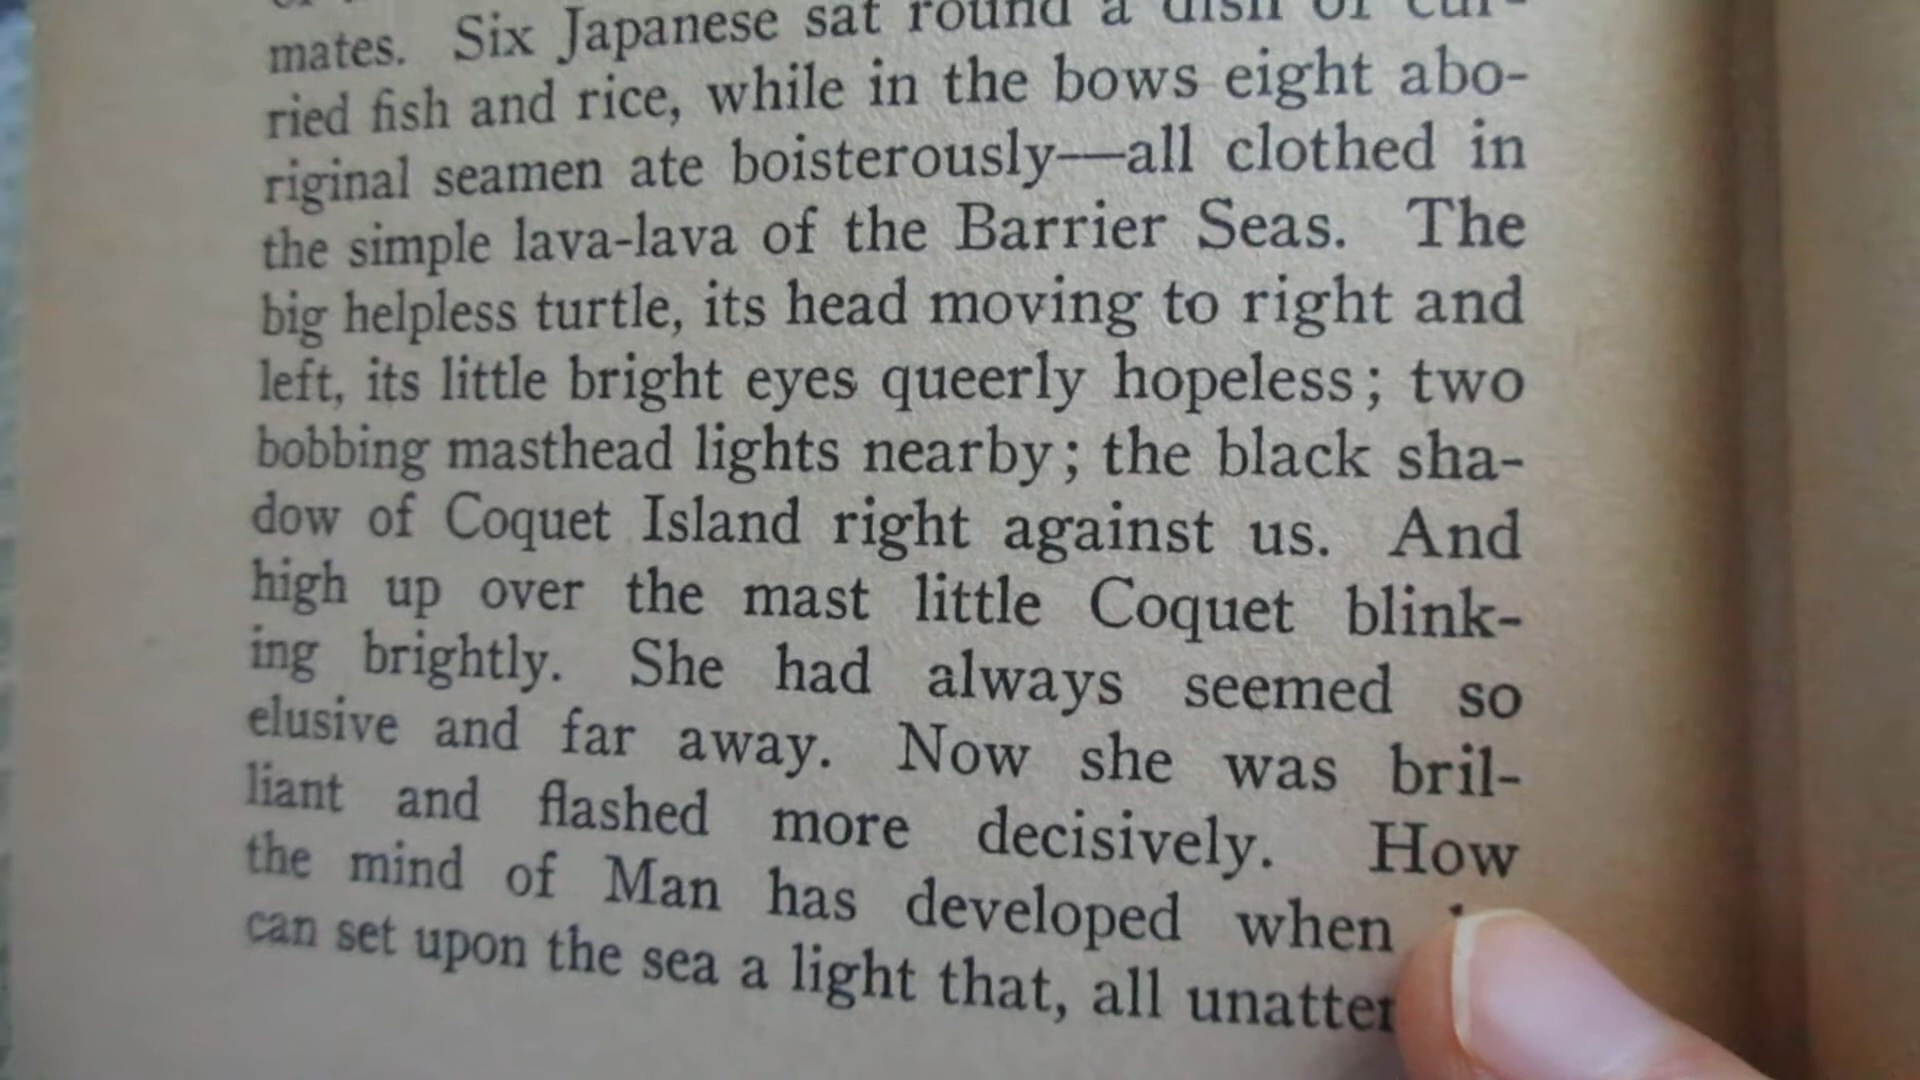 mates. Six Japanese sat round a dish of cur-
ried fish and rice, while in the bows eight abo-
riginal seamen ate boisterously—all clothed in
the simple lava-lava of the Barrier Seas. The
big helpless turtle, its head moving to right and
left, its little bright eyes queerly hopeless; two
bobbing masthead lights nearby; the black sha-
dow of Coquet Island right against us. And
high up over the mast little Coquet blink-
ing brightly. She had always seemed so
elusive and far away. Now she was bril-
liant and flashed more decisively. How
the mind of Man has developed when
can set upon the sea a light that, all